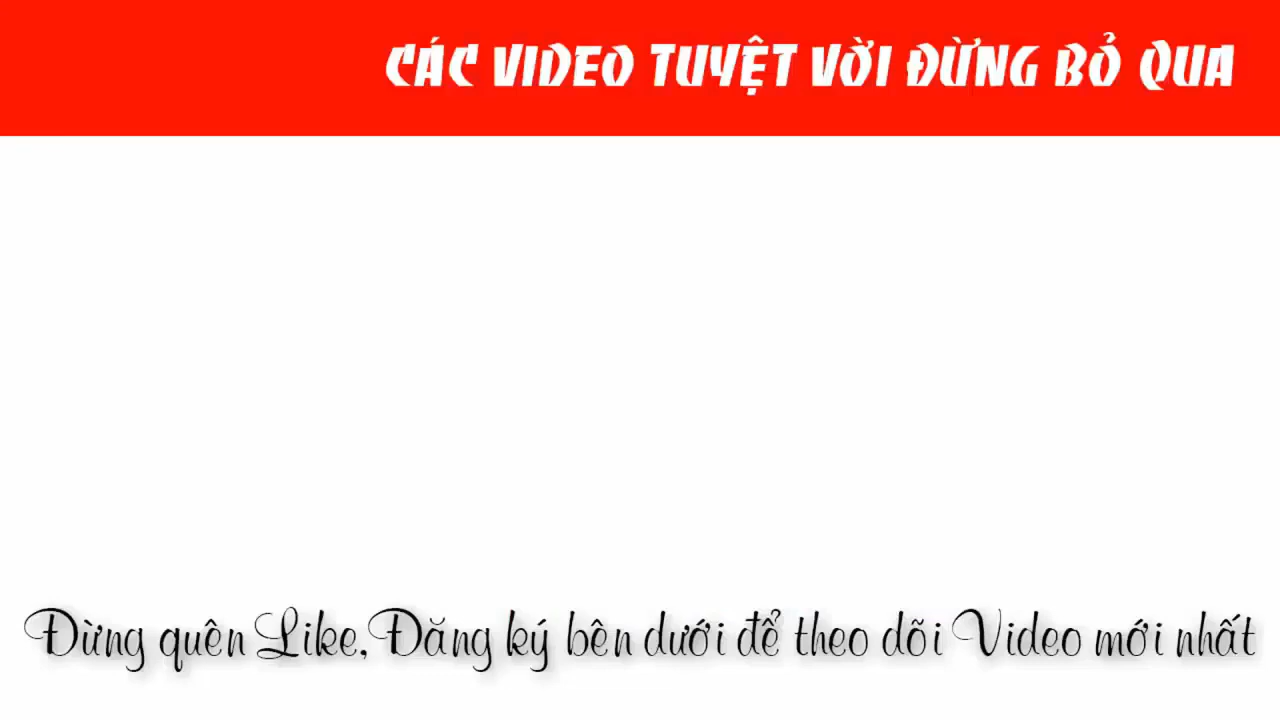 CÁC VIDEO TUYỆT VỜI ĐỪNG BỎ QUA
Đừng quên Like,Đăng ký bên dưới để theo dõi Video mới nhất